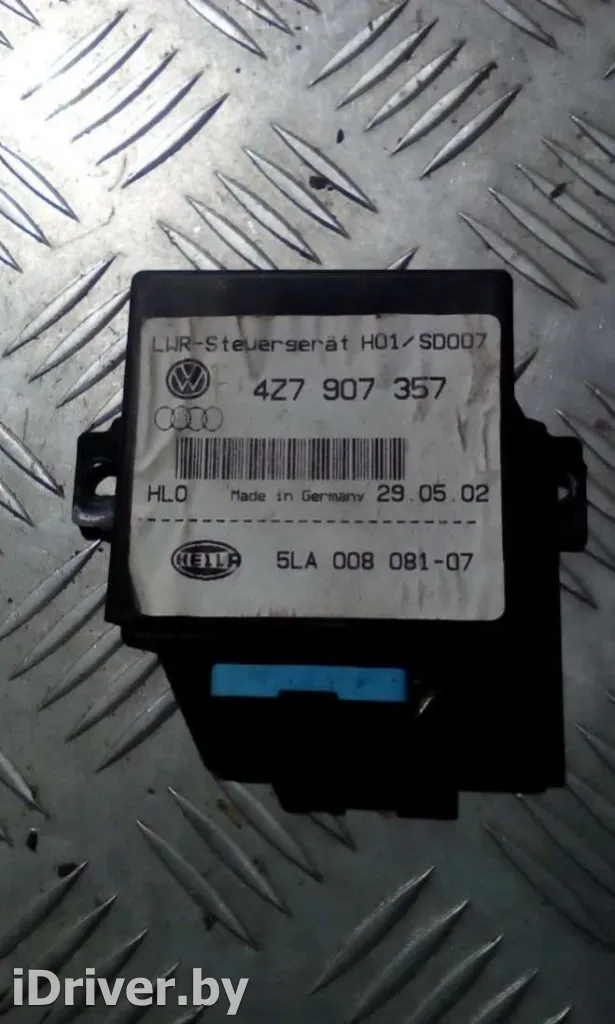 LWR-Steuergerät H01/SD007
4Z7 907 357
HLO Made in Germany 29.05.02
HELLA 5LA 008 081-07
iDriver.by